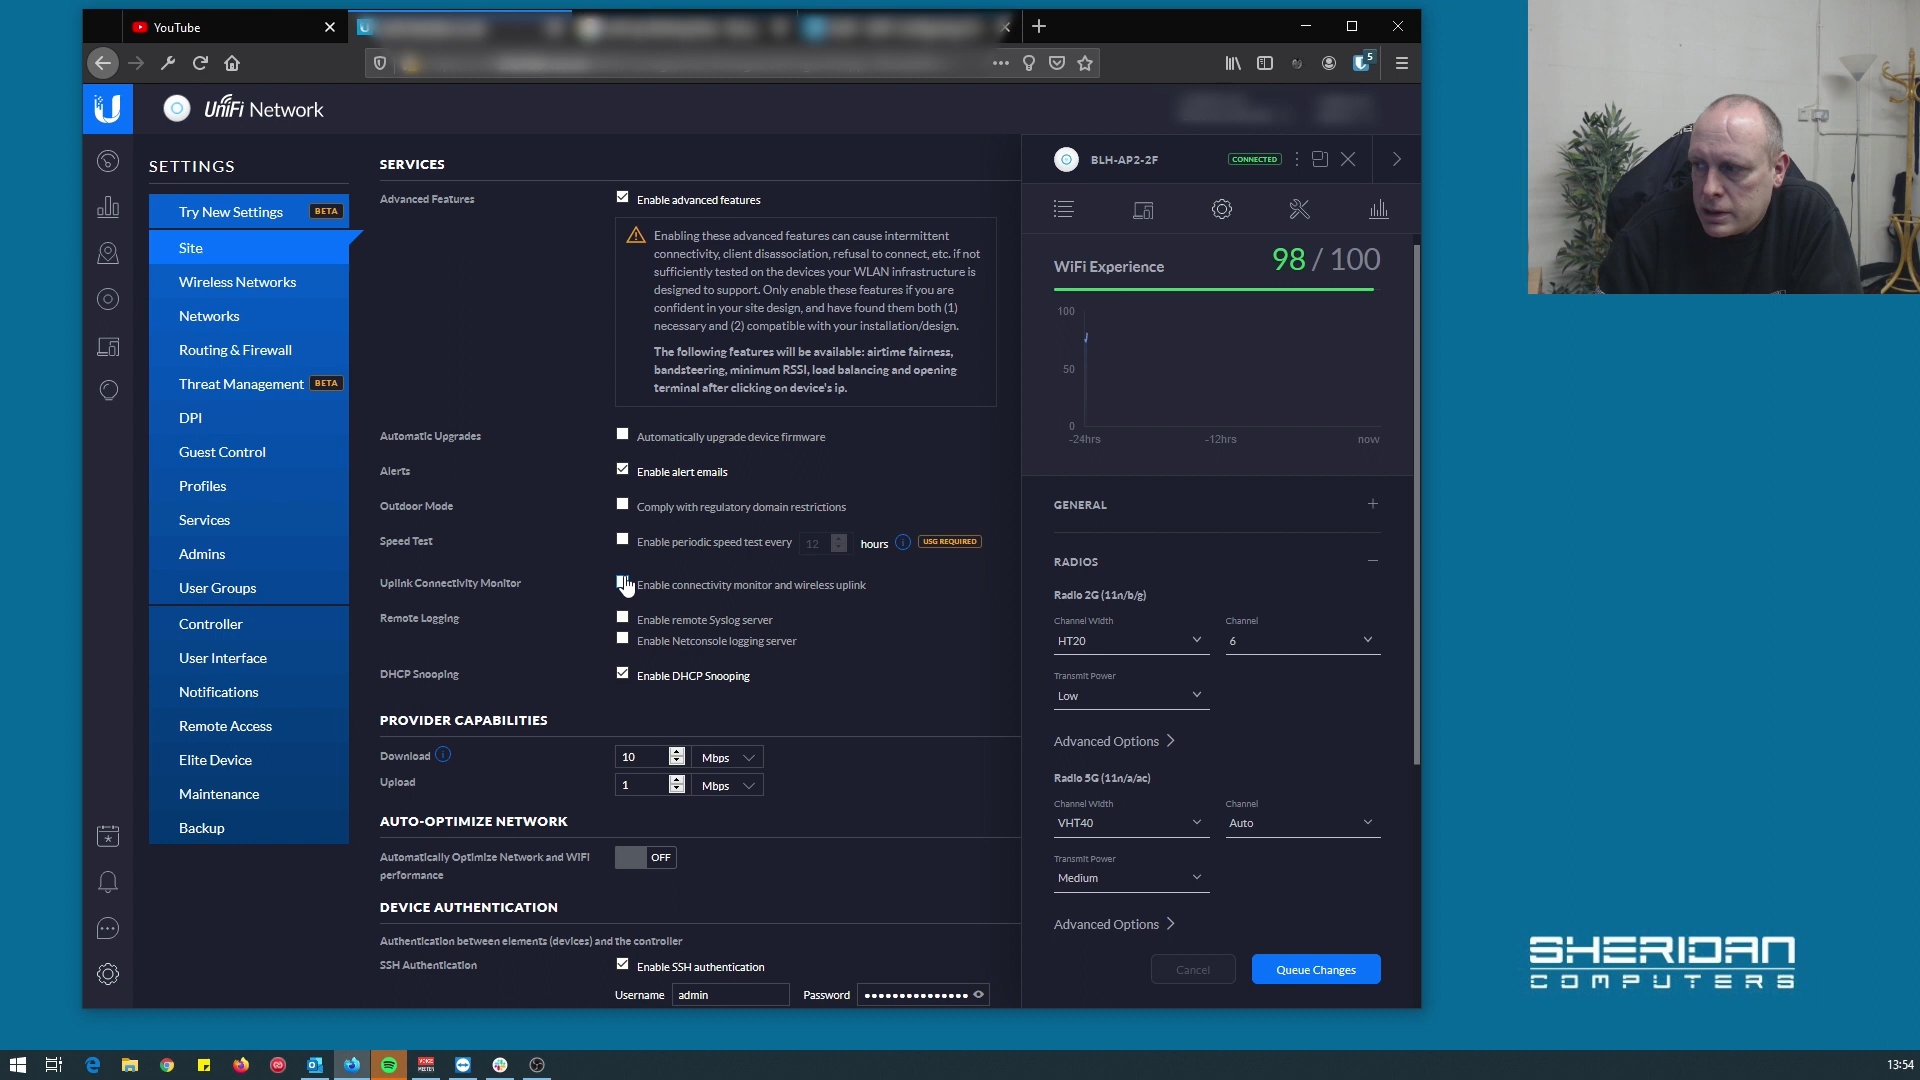 YouTube
5
UniFi Network
SETTINGS
Try New Settings BETA
Site
Wireless Networks
Networks
Routing & Firewall
Threat Management BETA
DPI
Guest Control
Profiles
Services
Admins
User Groups
Controller
User Interface
Notifications
Remote Access
Elite Device
Maintenance
Backup
SERVICES
Advanced Features
Enable advanced features
Enabling these advanced features can cause intermittent
connectivity, client disassociation, refusal to connect, etc. if not
sufficiently tested on the devices your WLAN infrastructure is
designed to support. Only enable these features if you are
confident in your site design, and have found them both (1)
necessary and (2) compatible with your installation/design.
The following features will be available: airtime fairness,
bandsteering, minimum RSSI, load balancing and opening
terminal after clicking on device's ip.
Automatic Upgrades
Automatically upgrade device firmware
Alerts
Enable alert emails
Outdoor Mode
Comply with regulatory domain restrictions
Speed Test
Enable periodic speed test every 12 hours USG REQUIRED
Uplink Connectivity Monitor
Enable connectivity monitor and wireless uplink
Remote Logging
Enable remote Syslog server
Enable Netconsole logging server
DHCP Snooping
Enable DHCP Snooping
PROVIDER CAPABILITIES
Download 10 Mbps
Upload 1 Mbps
AUTO-OPTIMIZE NETWORK
Automatically Optimize Network and WiFi
performance
OFF
DEVICE AUTHENTICATION
Authentication between elements (devices) and the controller
SSH Authentication
Enable SSH authentication
Username admin Password
BLH-AP2-2F CONNECTED
WiFi Experience 98 / 100
100
50
0
-24hrs -12hrs now
GENERAL
RADIOS
Radio 2G (11n/b/g)
Channel Width Channel
HT20 6
Transmit Power
Low
Advanced Options
Radio 5G (11n/a/ac)
Channel Width Channel
VHT40 Auto
Transmit Power
Medium
Advanced Options
Cancel Queue Changes
SHERIDAN
COMPUTERS
13:54